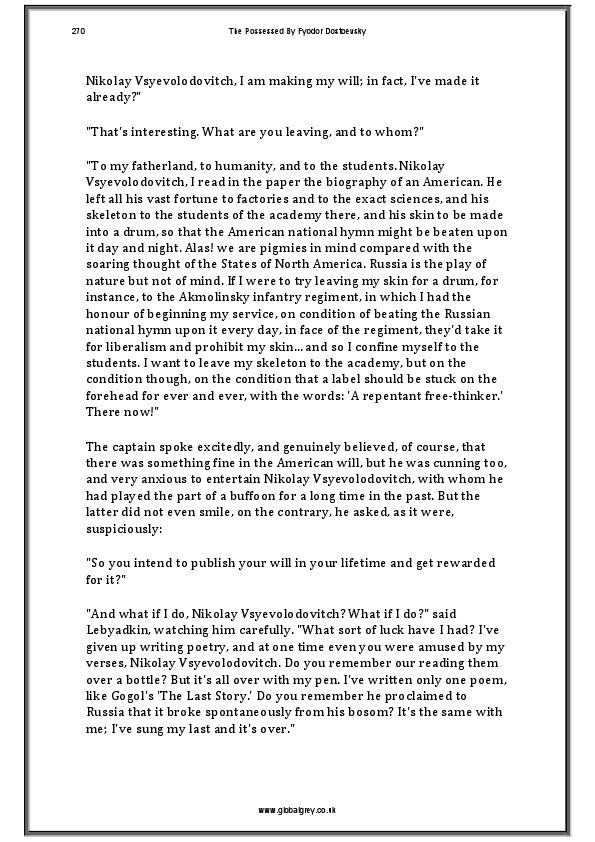 270
The Possessed By Fyodor Dostoevsky
Nikolay Vsyevolodovitch, I am making my will; in fact, I've made it
already?"
"That's interesting. What are you leaving, and to whom?"
"To my fatherland, to humanity, and to the students. Nikolay
Vsyevolodovitch, I read in the paper the biography of an American. He
left all his vast fortune to factories and to the exact sciences, and his
skeleton to the students of the academy there, and his skin to be made
into a drum, so that the American national hymn might be beaten upon
it day and night. Alas! we are pigmies in mind compared with the
soaring thought of the States of North America. Russia is the play of
nature but not of mind. If I were to try leaving my skin for a drum, for
instance, to the Akmolinsky infantry regiment, in which I had the
honour of beginning my service, on condition of beating the Russian
national hymn upon it every day, in face of the regiment, they'd take it
for liberalism and prohibit my skin... and so I confine myself to the
students. I want to leave my skeleton to the academy, but on the
condition though, on the condition that a label should be stuck on the
forehead for ever and ever, with the words: 'A repentant free-thinker.'
There now!"
The captain spoke excitedly, and genuinely believed, of course, that
there was something fine in the American will, but he was cunning too,
and very anxious to entertain Nikolay Vsyevolodovitch, with whom he
had played the part of a buffoon for a long time in the past. But the
latter did not even smile, on the contrary, he asked, as it were,
suspiciously:
"So you intend to publish your will in your lifetime and get rewarded
for it?"
"And what if I do, Nikolay Vsyevolodovitch? What if I do?" said
Lebyadkin, watching him carefully. "What sort of luck have I had? I've
given up writing poetry, and at one time even you were amused by my
verses, Nikolay Vsyevolodovitch. Do you remember our reading them
over a bottle? But it's all over with my pen. I've written only one poem,
like Gogol's 'The Last Story.' Do you remember he proclaimed to
Russia that it broke spontaneously from his bosom? It's the same with
me; I've sung my last and it's over."
www.globalgrey.co.uk